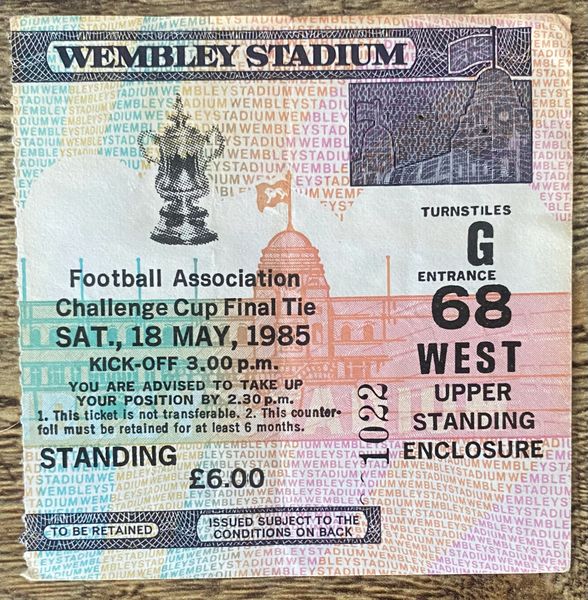 WEMBLEY STADIUM
Football Association
Challenge Cup Final Tie
SAT., 18 MAY, 1985
KICK-OFF 3.00 p.m.
YOU ARE ADVISED TO TAKE UP
YOUR POSITION BY 2.30 p.m.
1. This ticket is not transferable. 2. This counter-
foil must be retained for at least 6 months.
STANDING
£6.00
TO BE RETAINED
ISSUED SUBJECT TO THE
CONDITIONS ON BACK
TURNSTILES
G
ENTRANCE
68
WEST
UPPER
STANDING
ENCLOSURE
1022